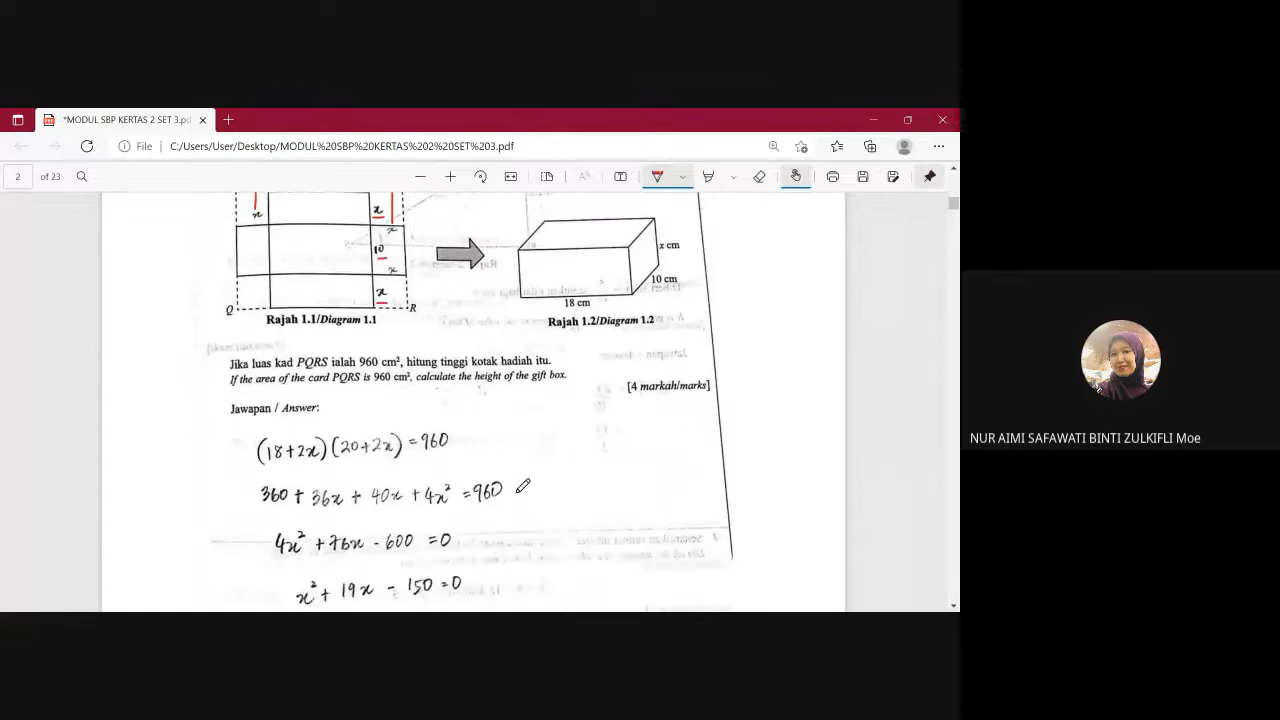 *MODUL SBP KERTAS 2 SET 3.pd
File C:/Users/User/Desktop/MODUL%20SBP%20KERTAS%202%20SET%203.pdf
2 of 23
x
x
x
10
x
x
Q
R
x cm
10 cm
18 cm
Rajah 1.1/Diagram 1.1
Rajah 1.2/Diagram 1.2
Jika luas kad PQRS ialah 960 cm², hitung tinggi kotak hadiah itu.
If the area of the card PQRS is 960 cm², calculate the height of the gift box.
[4 markah/marks]
Jawapan / Answer:
(18+2x)(20+2x) = 960
360 + 36x + 40x + 4x² = 960
4x² + 76x - 600 = 0
x² + 19x - 150 = 0
NUR AIMI SAFAWATI BINTI ZULKIFLI Moe